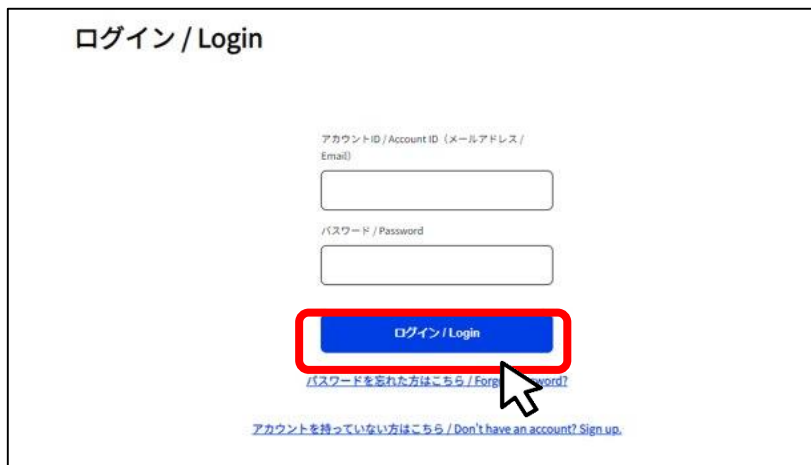 ログイン / Login
アカウントID / Account ID（メールアドレス /
Email）
パスワード / Password
ログイン / Login
パスワードを忘れた方はこちら / Forgot Password?
アカウントを持っていない方はこちら / Don't have an account? Sign up.